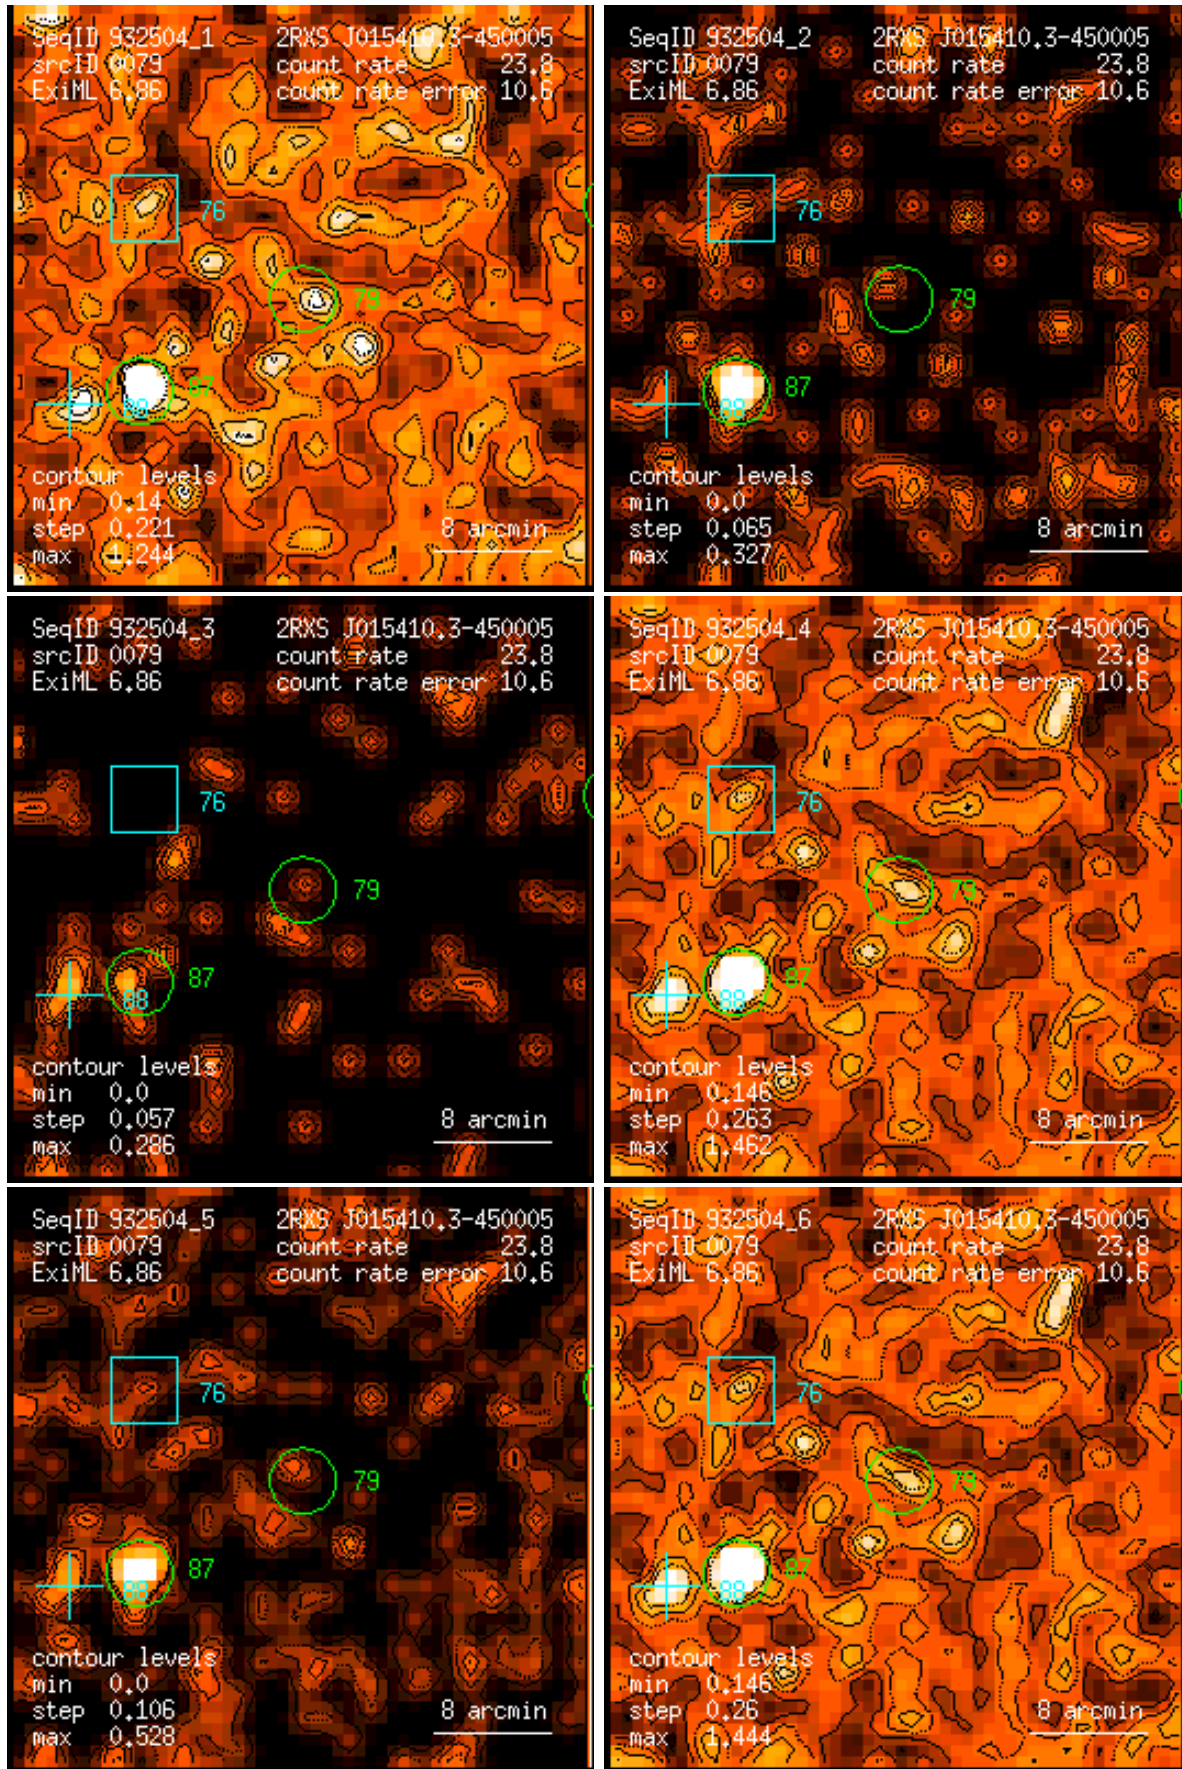 SeqID 932504_1 2RXS J015410.3-450005
srcID 0079 count rate 23.8
ExiML 6.86 count rate error 10.6
76
79
87
88
contour levels
min 0.14
step 0.221 8 arcmin
max 1.244
SeqID 932504_2 2RXS J015410.3-450005
srcID 0079 count rate 23.8
ExiML 6.86 count rate error 10.6
76
79
87
88
contour levels
min 0.0
step 0.065 8 arcmin
max 0.327
SeqID 932504_3 2RXS J015410.3-450005
srcID 0079 count rate 23.8
ExiML 6.86 count rate error 10.6
76
79
87
88
contour levels
min 0.0
step 0.057 8 arcmin
max 0.286
SeqID 932504_4 2RXS J015410.3-450005
srcID 0079 count rate 23.8
ExiML 6.86 count rate error 10.6
76
79
87
88
contour levels
min 0.146
step 0.263 8 arcmin
max 1.462
SeqID 932504_5 2RXS J015410.3-450005
srcID 0079 count rate 23.8
ExiML 6.86 count rate error 10.6
76
79
87
88
contour levels
min 0.0
step 0.106 8 arcmin
max 0.528
SeqID 932504_6 2RXS J015410.3-450005
srcID 0079 count rate 23.8
ExiML 6.86 count rate error 10.6
76
79
87
88
contour levels
min 0.146
step 0.26 8 arcmin
max 1.444